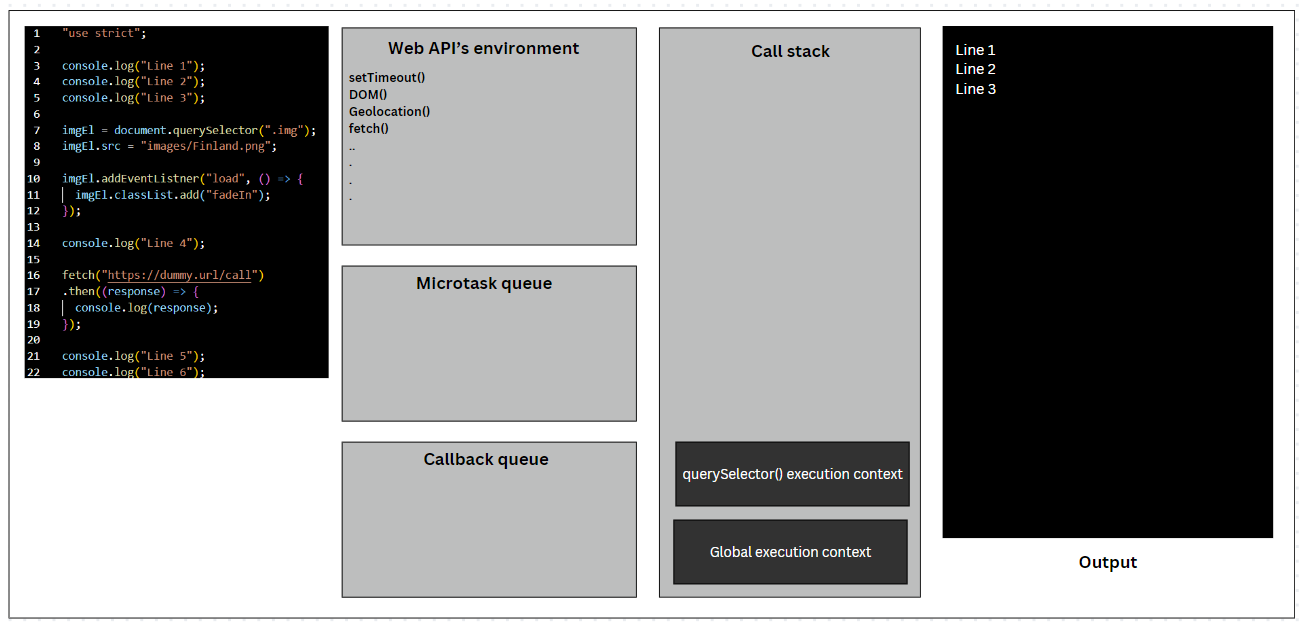 1 "use strict";
2
3 console.log("Line 1");
4 console.log("Line 2");
5 console.log("Line 3");
6
7 imgEl = document.querySelector(".img");
8 imgEl.src = "images/Finland.png";
9
10 imgEl.addEventListner("load", () => {
11 imgEl.classList.add("fadeIn");
12 });
13
14 console.log("Line 4");
15
16 fetch("https://dummy.url/call")
17 .then((response) => {
18 console.log(response);
19 });
20
21 console.log("Line 5");
22 console.log("Line 6");
Web API's environment
setTimeout()
DOM()
Geolocation()
fetch()
..
.
.
.
Microtask queue
Callback queue
Call stack
querySelector() execution context
Global execution context
Line 1
Line 2
Line 3
Output